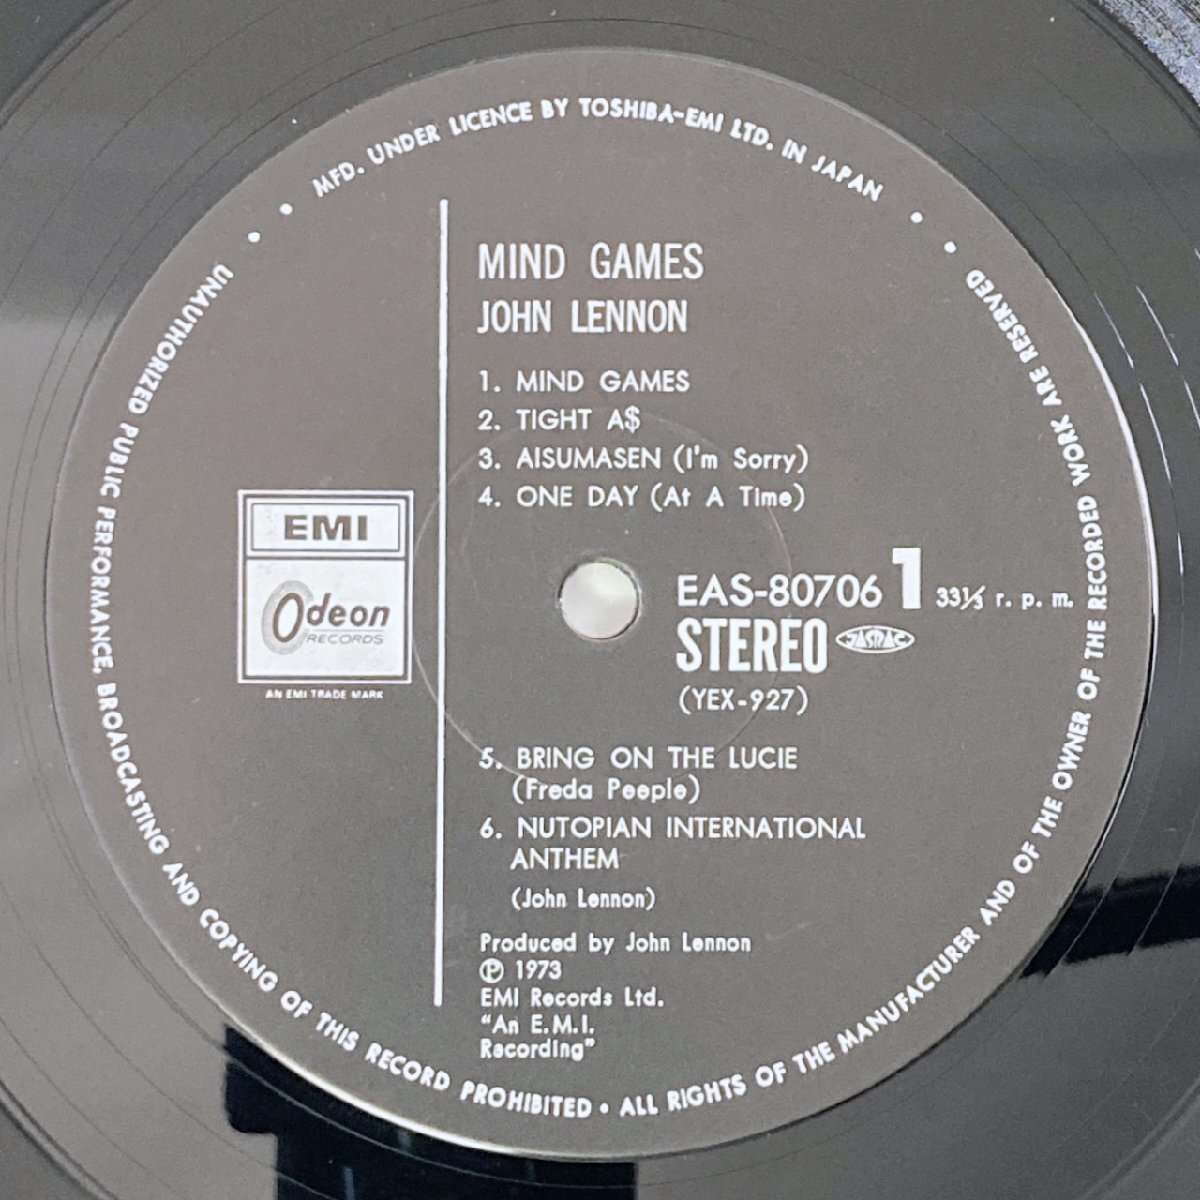 MFD. UNDER LICENCE BY TOSHIBA-EMI LTD. IN JAPAN
MIND GAMES
JOHN LENNON
1. MIND GAMES
2. TIGHT A$
3. AISUMASEN (I'm Sorry)
4. ONE DAY (At A Time)
EMI
Odeon
RECORDS
AN EMI TRADE MARK
EAS-80706 1 33⅓ r. p. m.
STEREO JASRAC
(YEX-927)
5. BRING ON THE LUCIE
(Freda Peeple)
6. NUTOPIAN INTERNATIONAL
ANTHEM
(John Lennon)
Produced by John Lennon
Ⓟ 1973
EMI Records Ltd.
"An E.M.I.
Recording"
UNAUTHORIZED PUBLIC PERFORMANCE, BROADCASTING AND COPYING OF THIS RECORD PROHIBITED • ALL RIGHTS OF THE MANUFACTURER AND OF THE OWNER OF THE RECORDED WORK ARE RESERVED